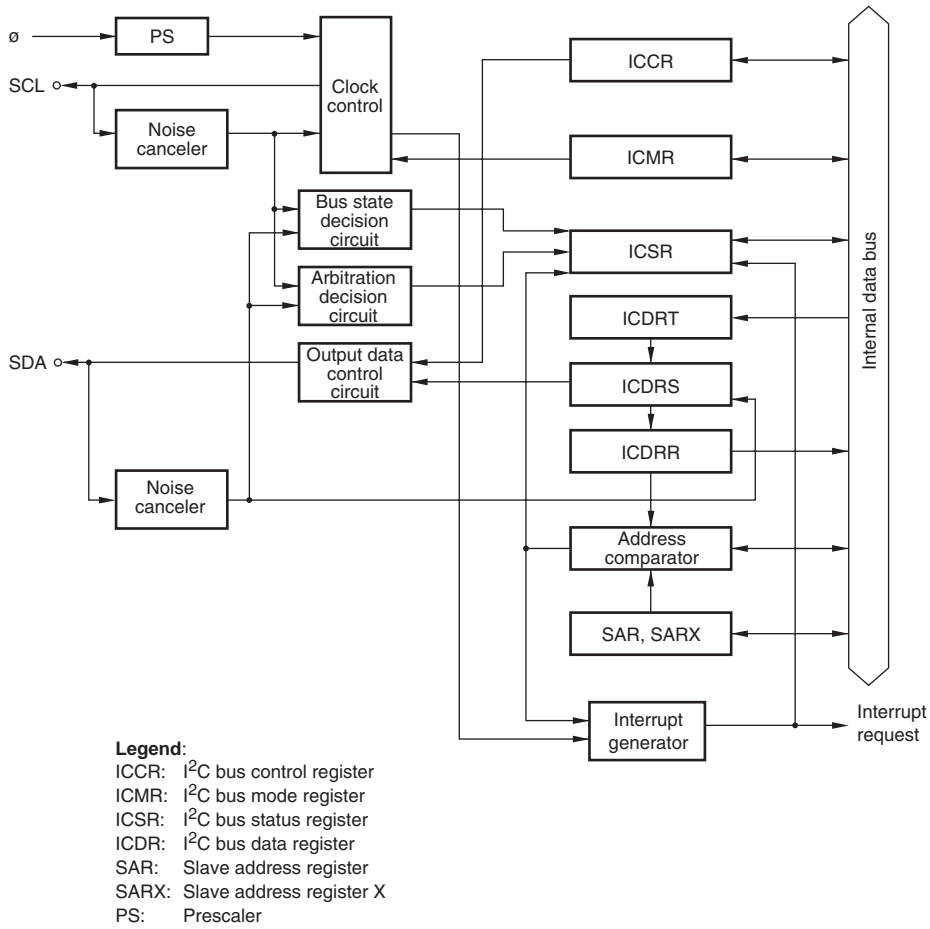 ø
PS
SCL
Clock
control
Noise
canceler
Bus state
decision
circuit
Arbitration
decision
circuit
SDA
Output data
control
circuit
Noise
canceler
ICCR
ICMR
ICSR
ICDRT
ICDRS
ICDRR
Address
comparator
SAR, SARX
Interrupt
generator
Internal data bus
Interrupt
request
Legend:
ICCR: I²C bus control register
ICMR: I²C bus mode register
ICSR: I²C bus status register
ICDR: I²C bus data register
SAR: Slave address register
SARX: Slave address register X
PS: Prescaler